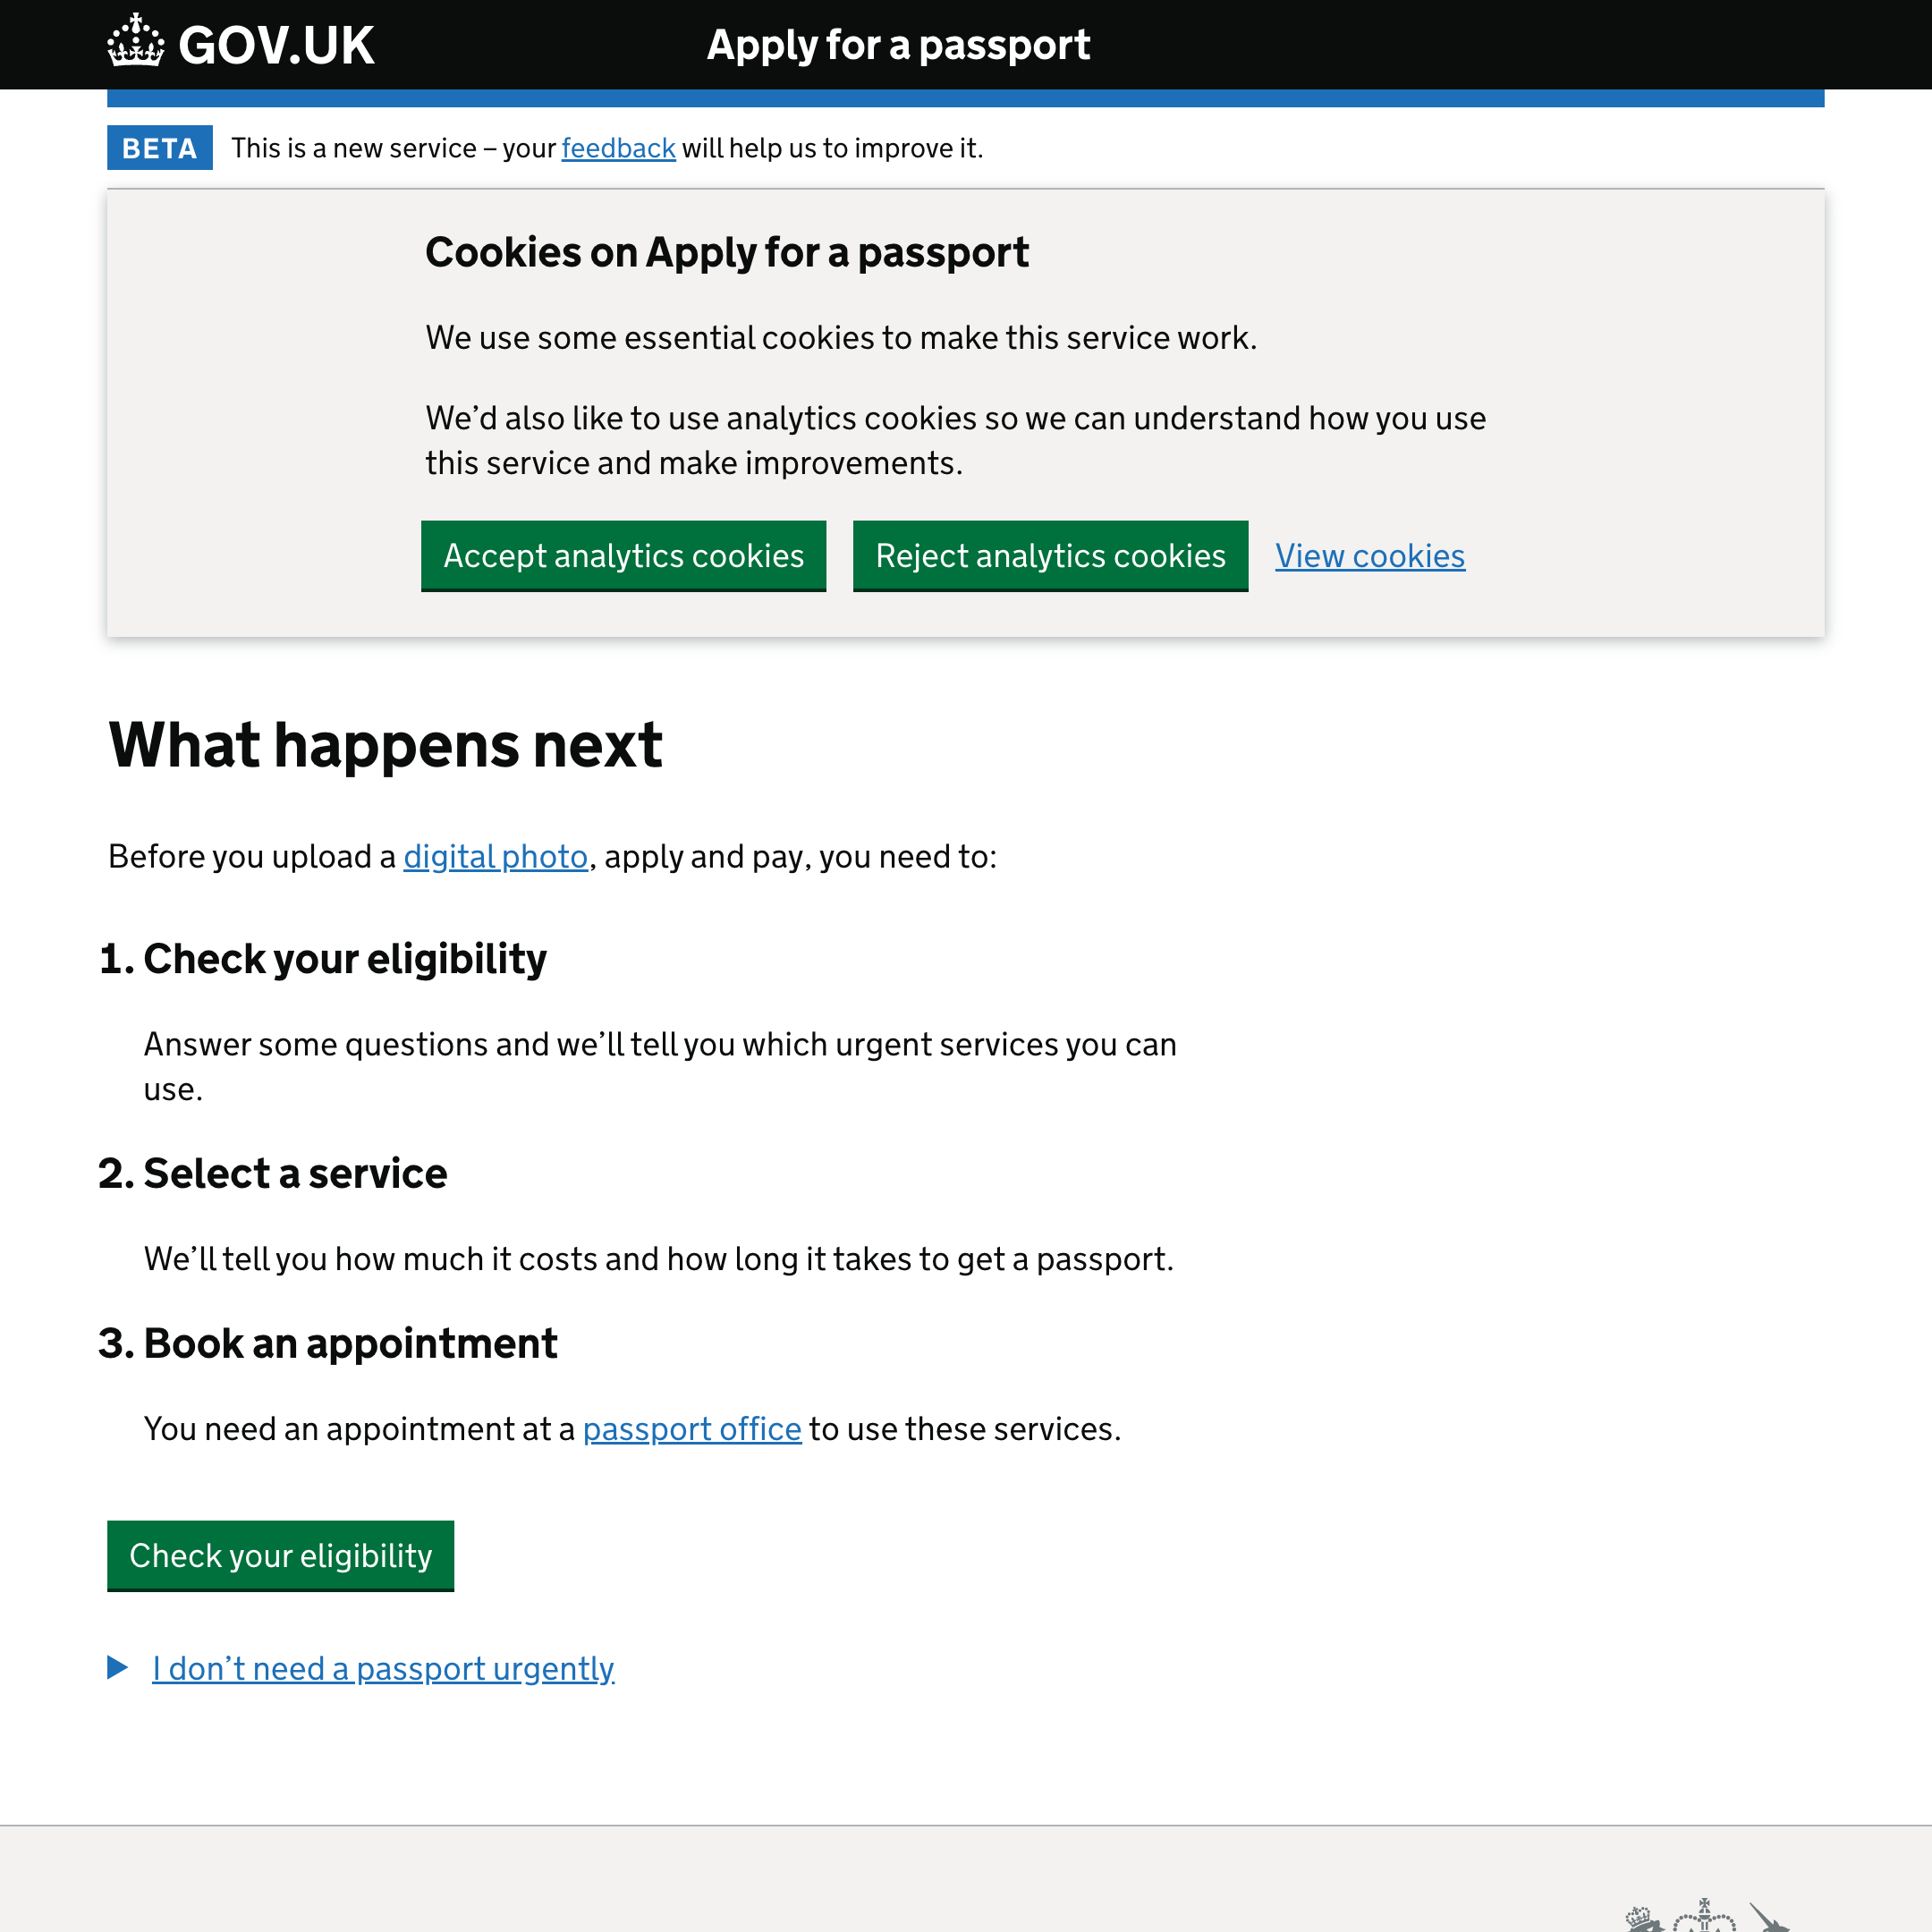 GOV.UK
Apply for a passport
BETA
This is a new service – your feedback will help us to improve it.
Cookies on Apply for a passport
We use some essential cookies to make this service work.
We’d also like to use analytics cookies so we can understand how you use
this service and make improvements.
Accept analytics cookies
Reject analytics cookies
View cookies
What happens next
Before you upload a digital photo, apply and pay, you need to:
1. Check your eligibility
Answer some questions and we’ll tell you which urgent services you can
use.
2. Select a service
We’ll tell you how much it costs and how long it takes to get a passport.
3. Book an appointment
You need an appointment at a passport office to use these services.
Check your eligibility
I don’t need a passport urgently